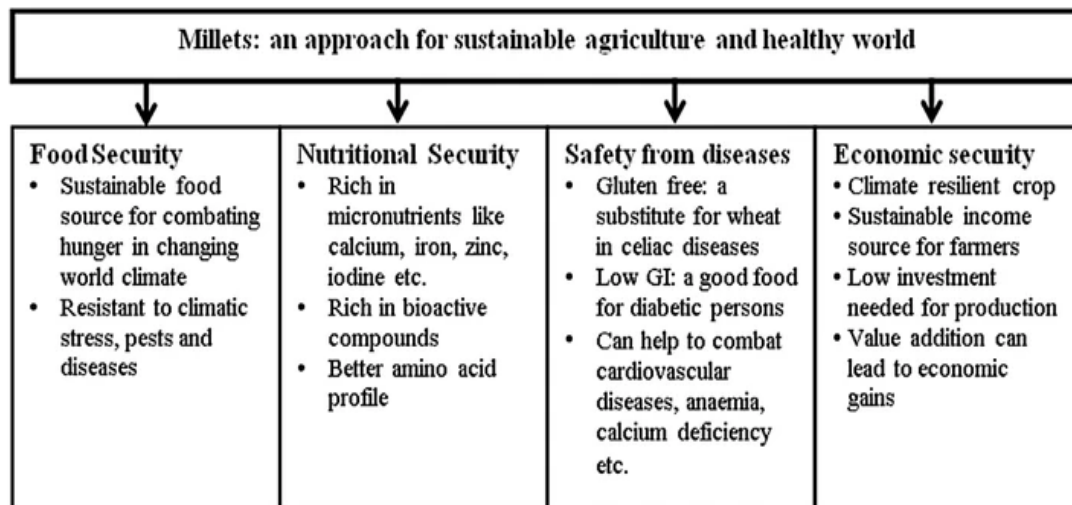 Millets: an approach for sustainable agriculture and healthy world
Food Security
• Sustainable food
source for combating
hunger in changing
world climate
• Resistant to climatic
stress, pests and
diseases
Nutritional Security
• Rich in
micronutrients like
calcium, iron, zinc,
iodine etc.
• Rich in bioactive
compounds
• Better amino acid
profile
Safety from diseases
• Gluten free: a
substitute for wheat
in celiac diseases
• Low GI: a good food
for diabetic persons
• Can help to combat
cardiovascular
diseases, anaemia,
calcium deficiency
etc.
Economic security
• Climate resilient crop
• Sustainable income
source for farmers
• Low investment
needed for production
• Value addition can
lead to economic
gains